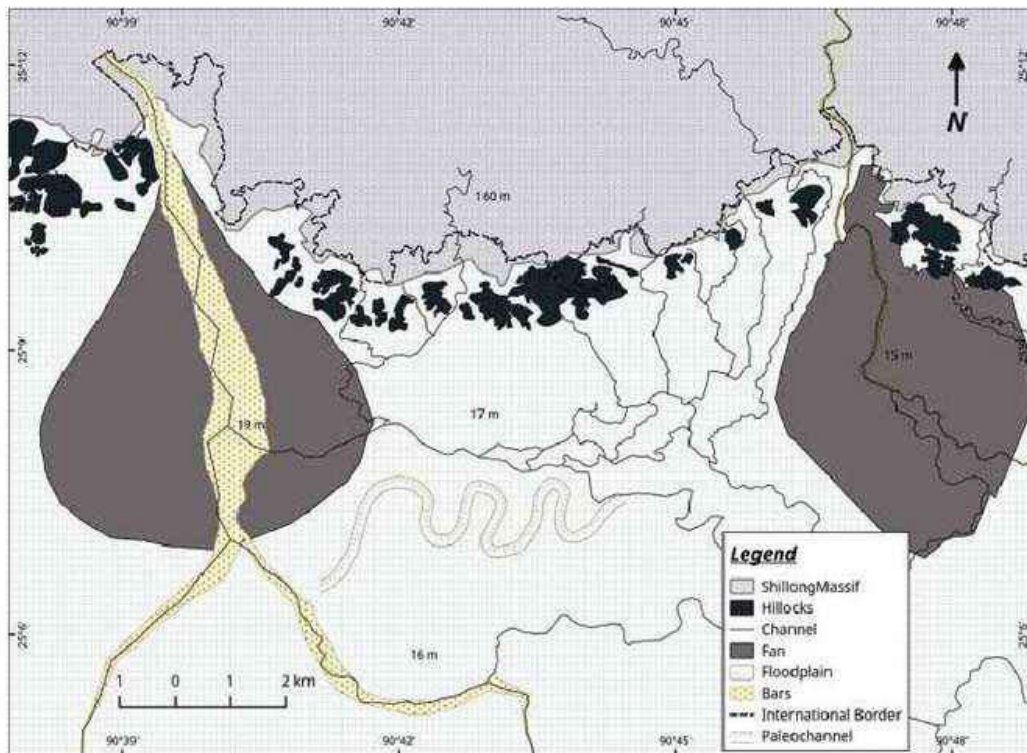 90°39' 90°42' 90°45' 90°48'
25°12' 25°12'
N
160 m
25°9'
15 m
17 m
19 m
Legend
ShillongMassif
Hillocks
Channel
Fan
Floodplain
Bars
International Border
Paleochannel
25°6' 25°6'
16 m
1 0 1 2 km
90°39' 90°42' 90°45' 90°48'